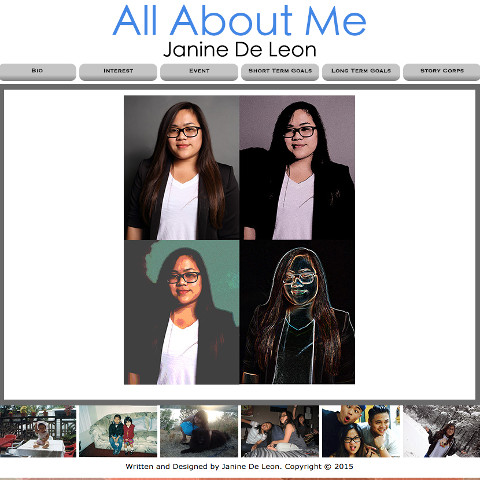 All About Me
Janine De Leon
Bio
Interest
Event
Short Term Goals
Long Term Goals
Story Corps
Written and Designed by Janine De Leon. Copyright © 2015